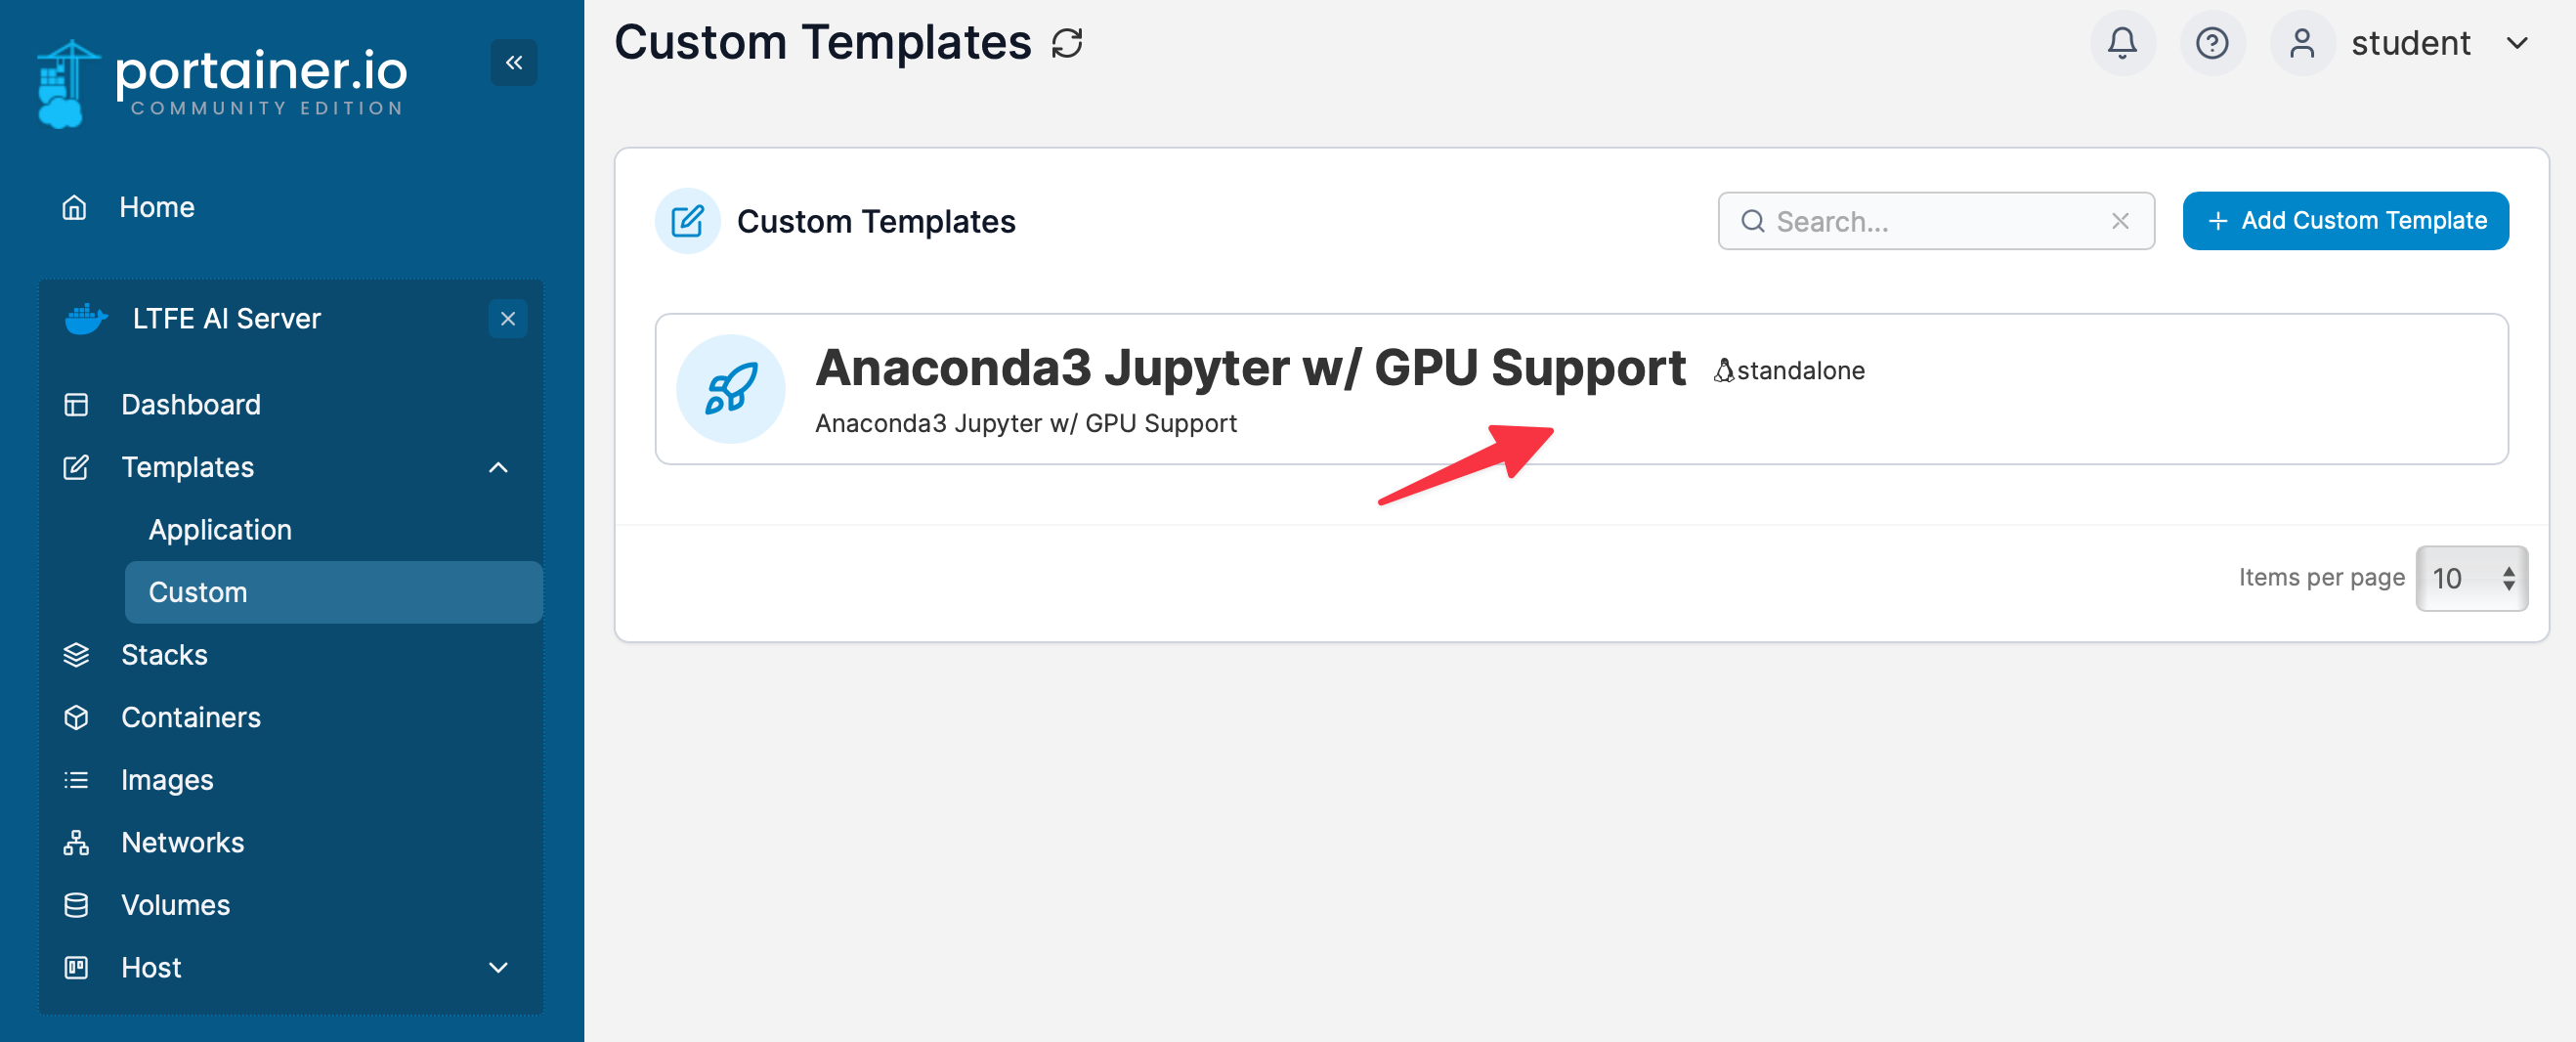 portainer.io
COMMUNITY EDITION
Home
LTFE AI Server
Dashboard
Templates
Application
Custom
Stacks
Containers
Images
Networks
Volumes
Host
Custom Templates
student
Custom Templates
Search...
Add Custom Template
Anaconda3 Jupyter w/ GPU Support standalone
Anaconda3 Jupyter w/ GPU Support
Items per page 10